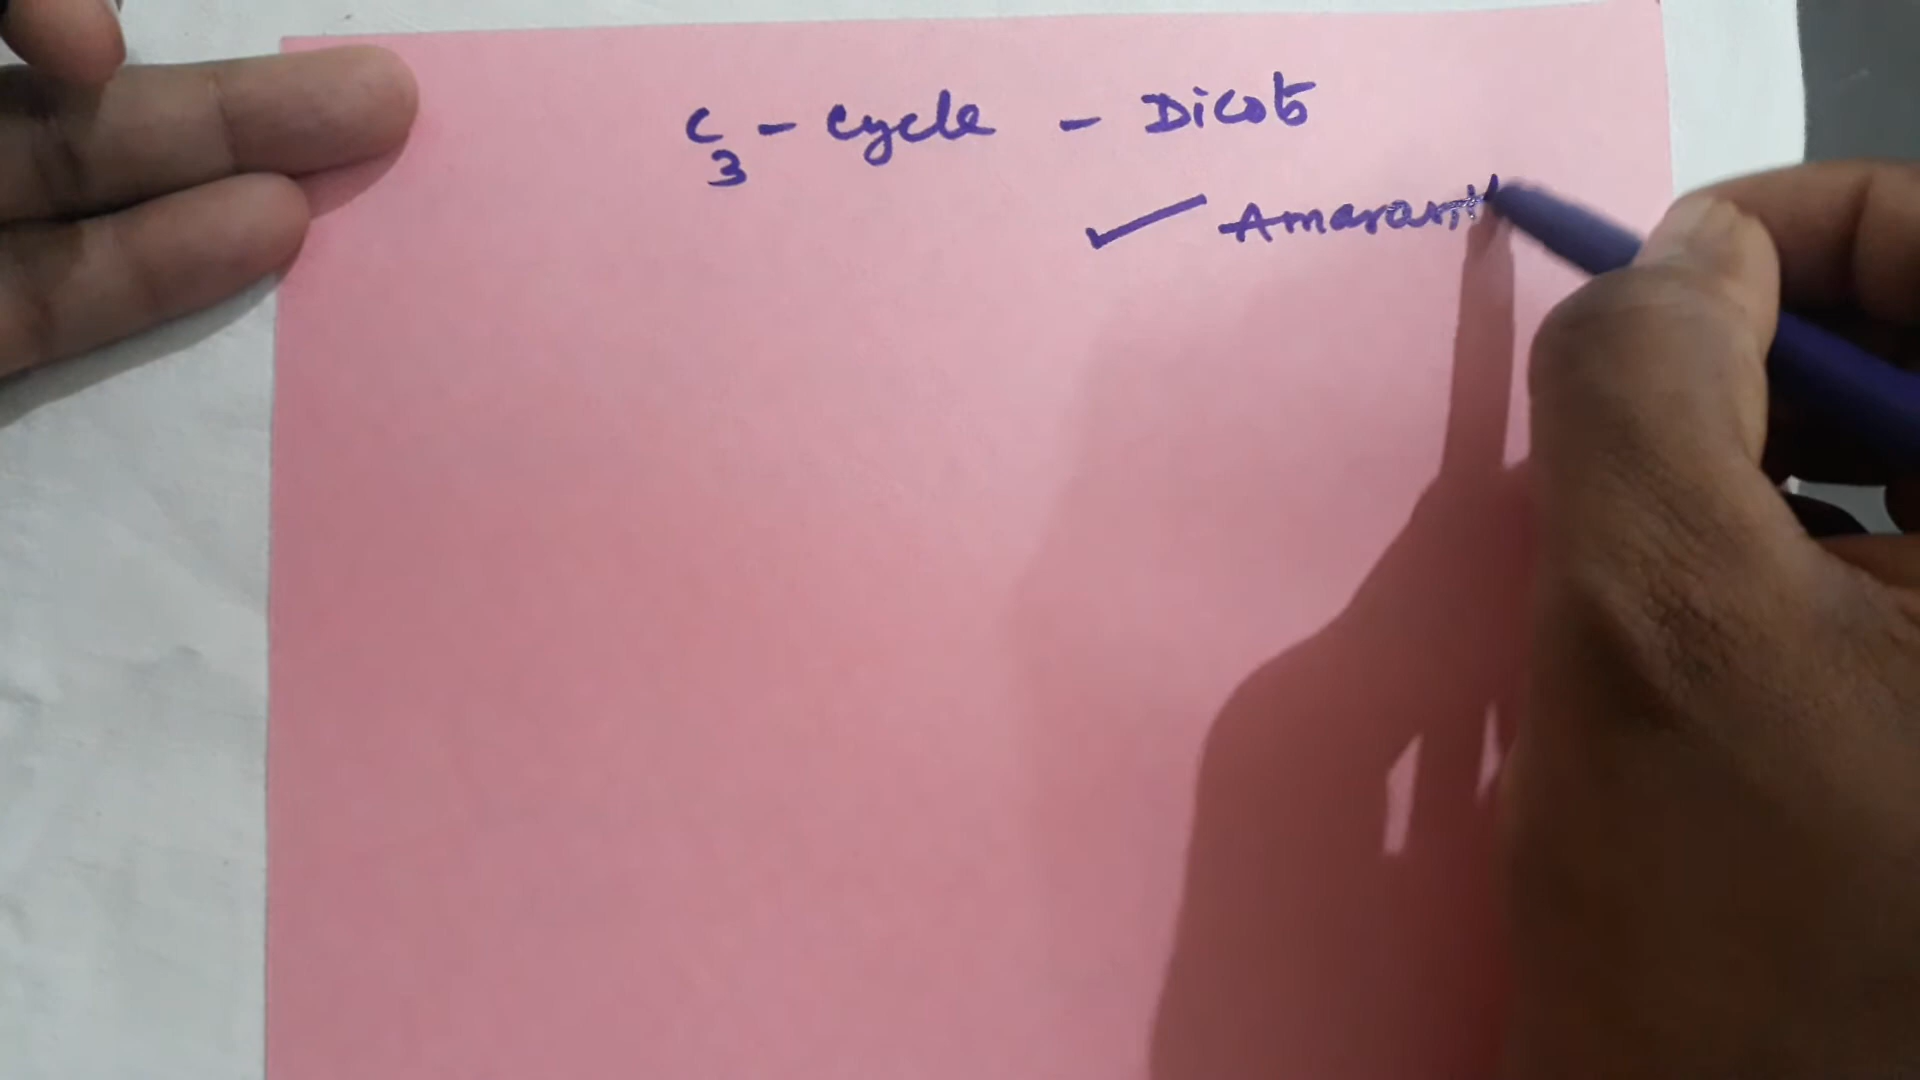 C3 - Cycle - Dicot
✓ Amaranth